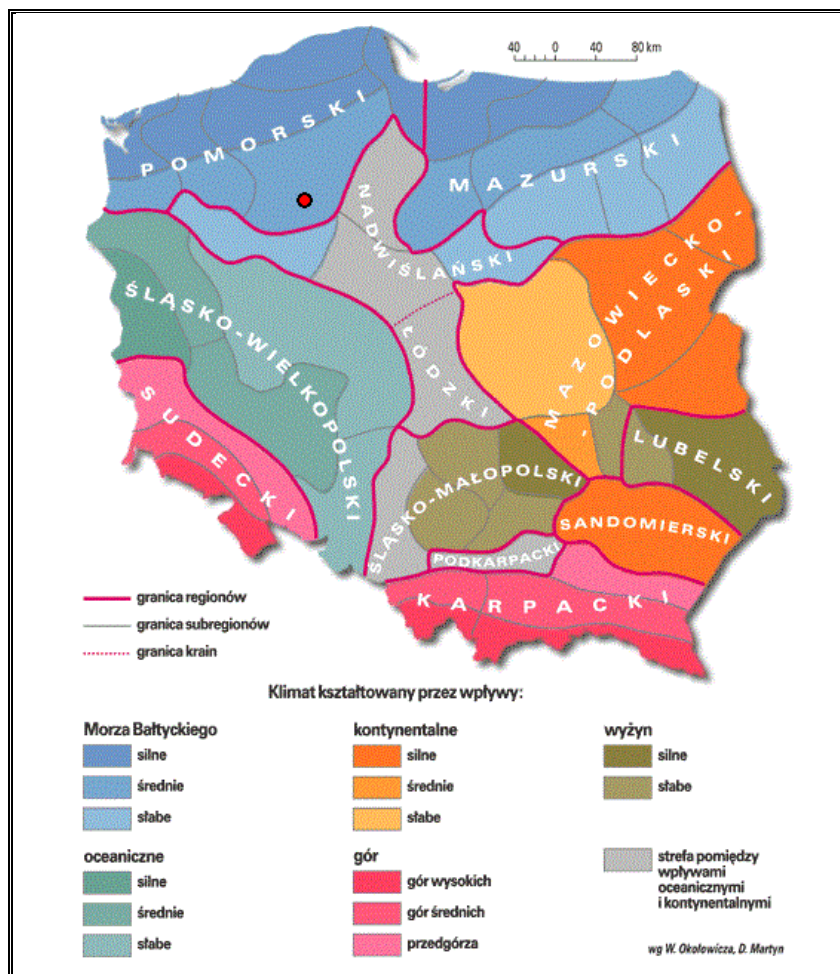 40 0 40 80 km
POMORSKI
MAZURSKI
NADWIŚLAŃSKI
MAZOWIECKO-
-PODLASKI
ŚLĄSKO-WIELKOPOLSKI
ŁÓDZKI
SUDECKI
LUBELSKI
ŚLĄSKO-MAŁOPOLSKI
SANDOMIERSKI
PODKARPACKI
KARPACKI
granica regionów
granica subregionów
granica krain
Klimat kształtowany przez wpływy:
Morza Bałtyckiego
silne
średnie
słabe
kontynentalne
silne
średnie
słabe
wyżyn
silne
słabe
oceaniczne
silne
średnie
słabe
gór
gór wysokich
gór średnich
przedgórza
strefa pomiędzy
wpływami
oceanicznymi
i kontynentalnymi
wg W. Okołowicza, D. Martyn